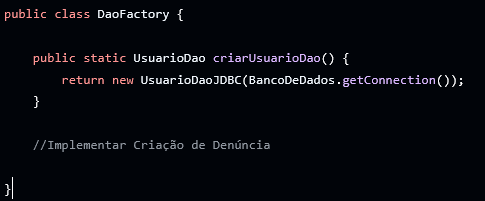 public class DaoFactory {
public static UsuarioDao criarUsuarioDao() {
return new UsuarioDaoJDBC(BancoDeDados.getConnection());
}
//Implementar Criação de Denúncia
}